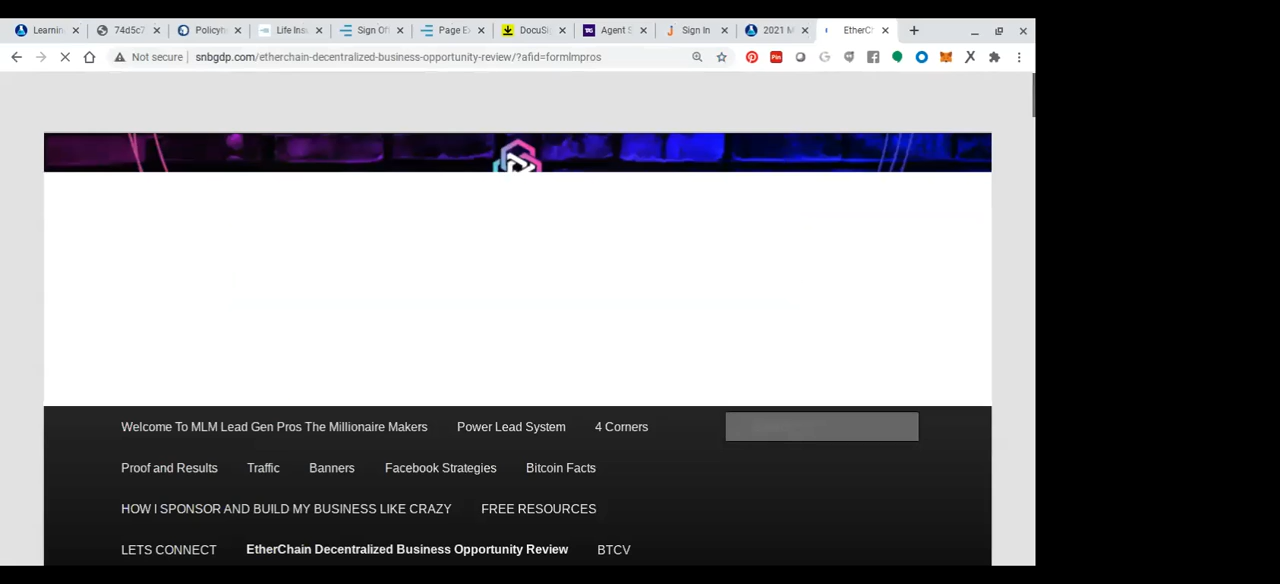 Learnin 74d5c7 Policyh Life Ins Sign Off Page Ex DocuSi Agent S Sign In 2021 M EtherC
Not secure snbgdp.com/etherchain-decentralized-business-opportunity-review/?afid=formlmpros
Welcome To MLM Lead Gen Pros The Millionaire Makers Power Lead System 4 Corners
Proof and Results Traffic Banners Facebook Strategies Bitcoin Facts
HOW I SPONSOR AND BUILD MY BUSINESS LIKE CRAZY FREE RESOURCES
LETS CONNECT EtherChain Decentralized Business Opportunity Review BTCV